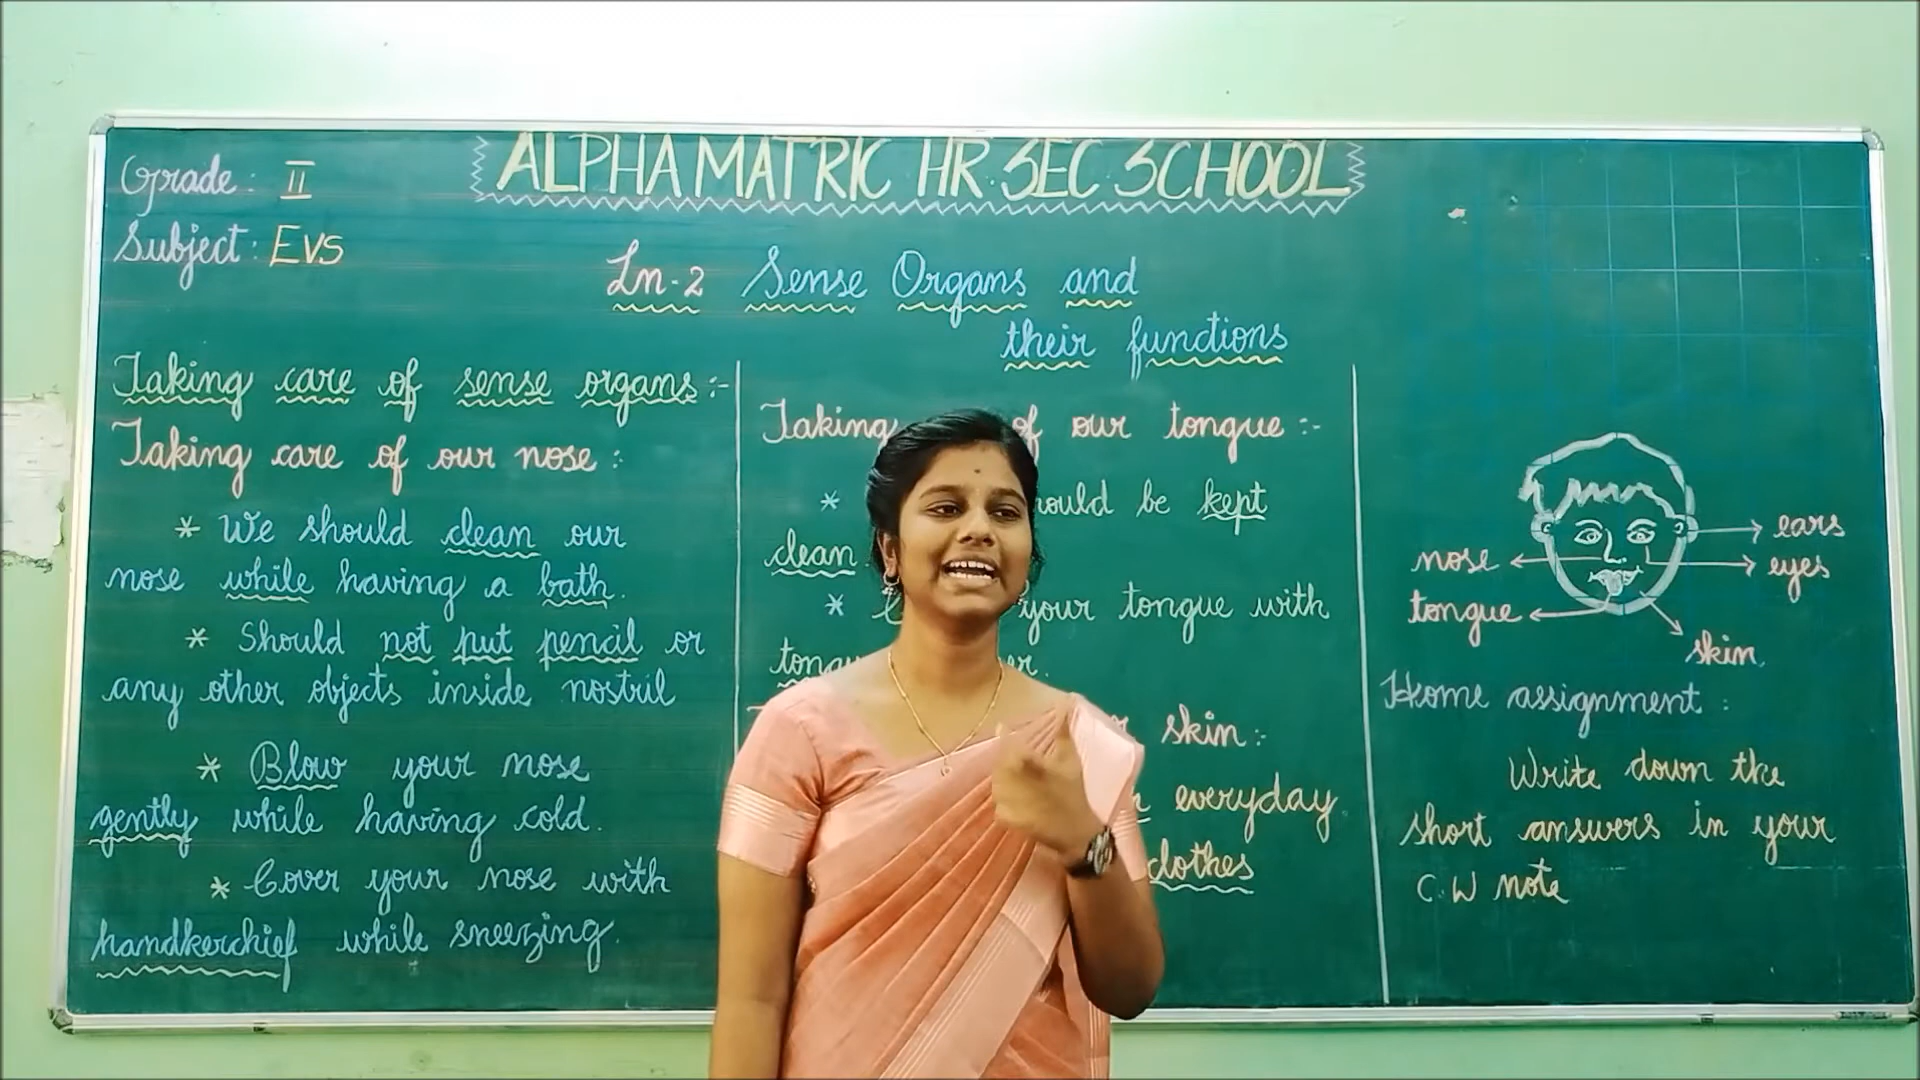 ALPHA MATRIC HR. SEC SCHOOL
Grade : II
Subject : EVS
Ln-2 Sense Organs and
their functions
Taking care of sense organs :-
Taking care of our nose :
* We should clean our
nose while having a bath.
* Should not put pencil or
any other objects inside nostril
* Blow your nose
gently while having cold.
* Cover your nose with
handkerchief while sneezing.
Taking of our tongue :-
* be kept
clean.
* your tongue with
skin :-
everyday
clothes
ears
nose
eyes
tongue
skin
Home assignment :
Write down the
short answers in your
C.W note